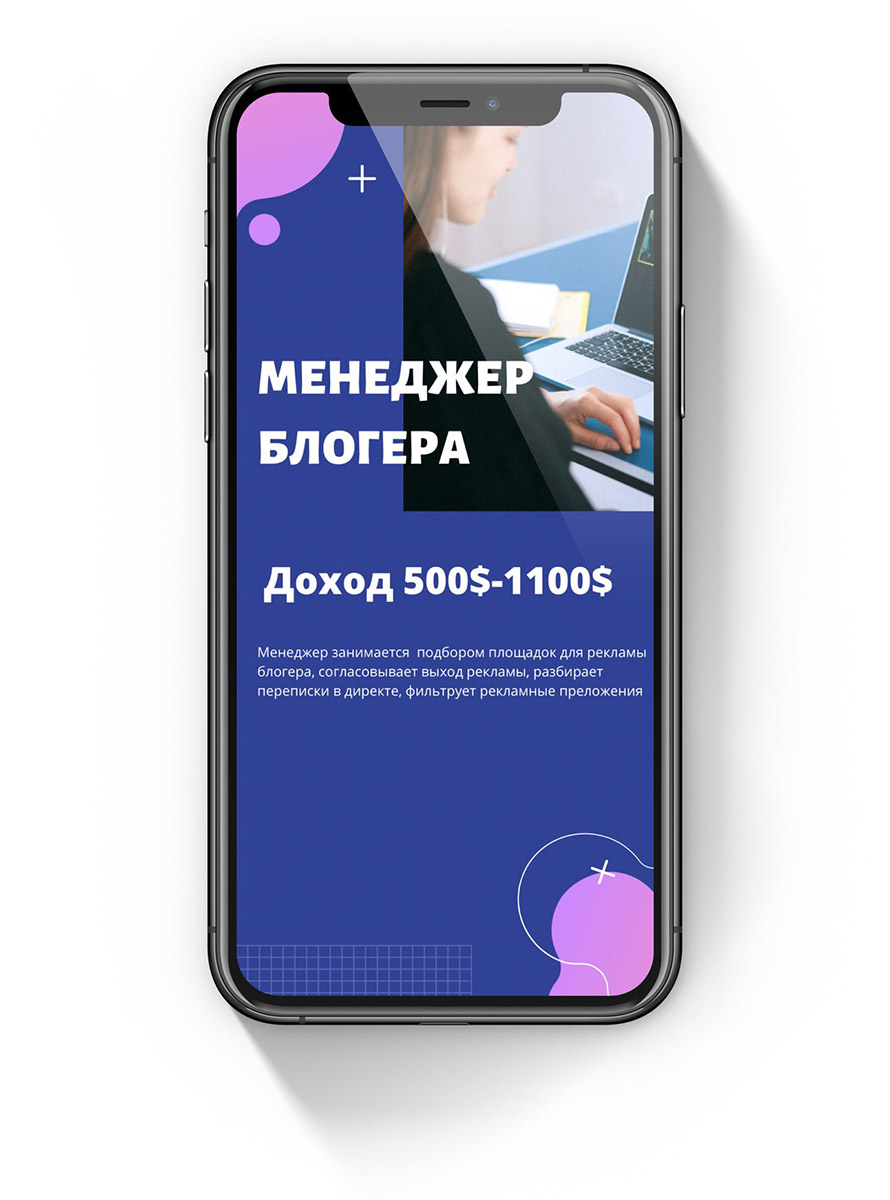 МЕНЕДЖЕР
БЛОГЕРА
Доход 500$-1100$
Менеджер занимается подбором площадок для рекламы
блогера, согласовывает выход рекламы, разбирает
переписки в директе, фильтрует рекламные преложения